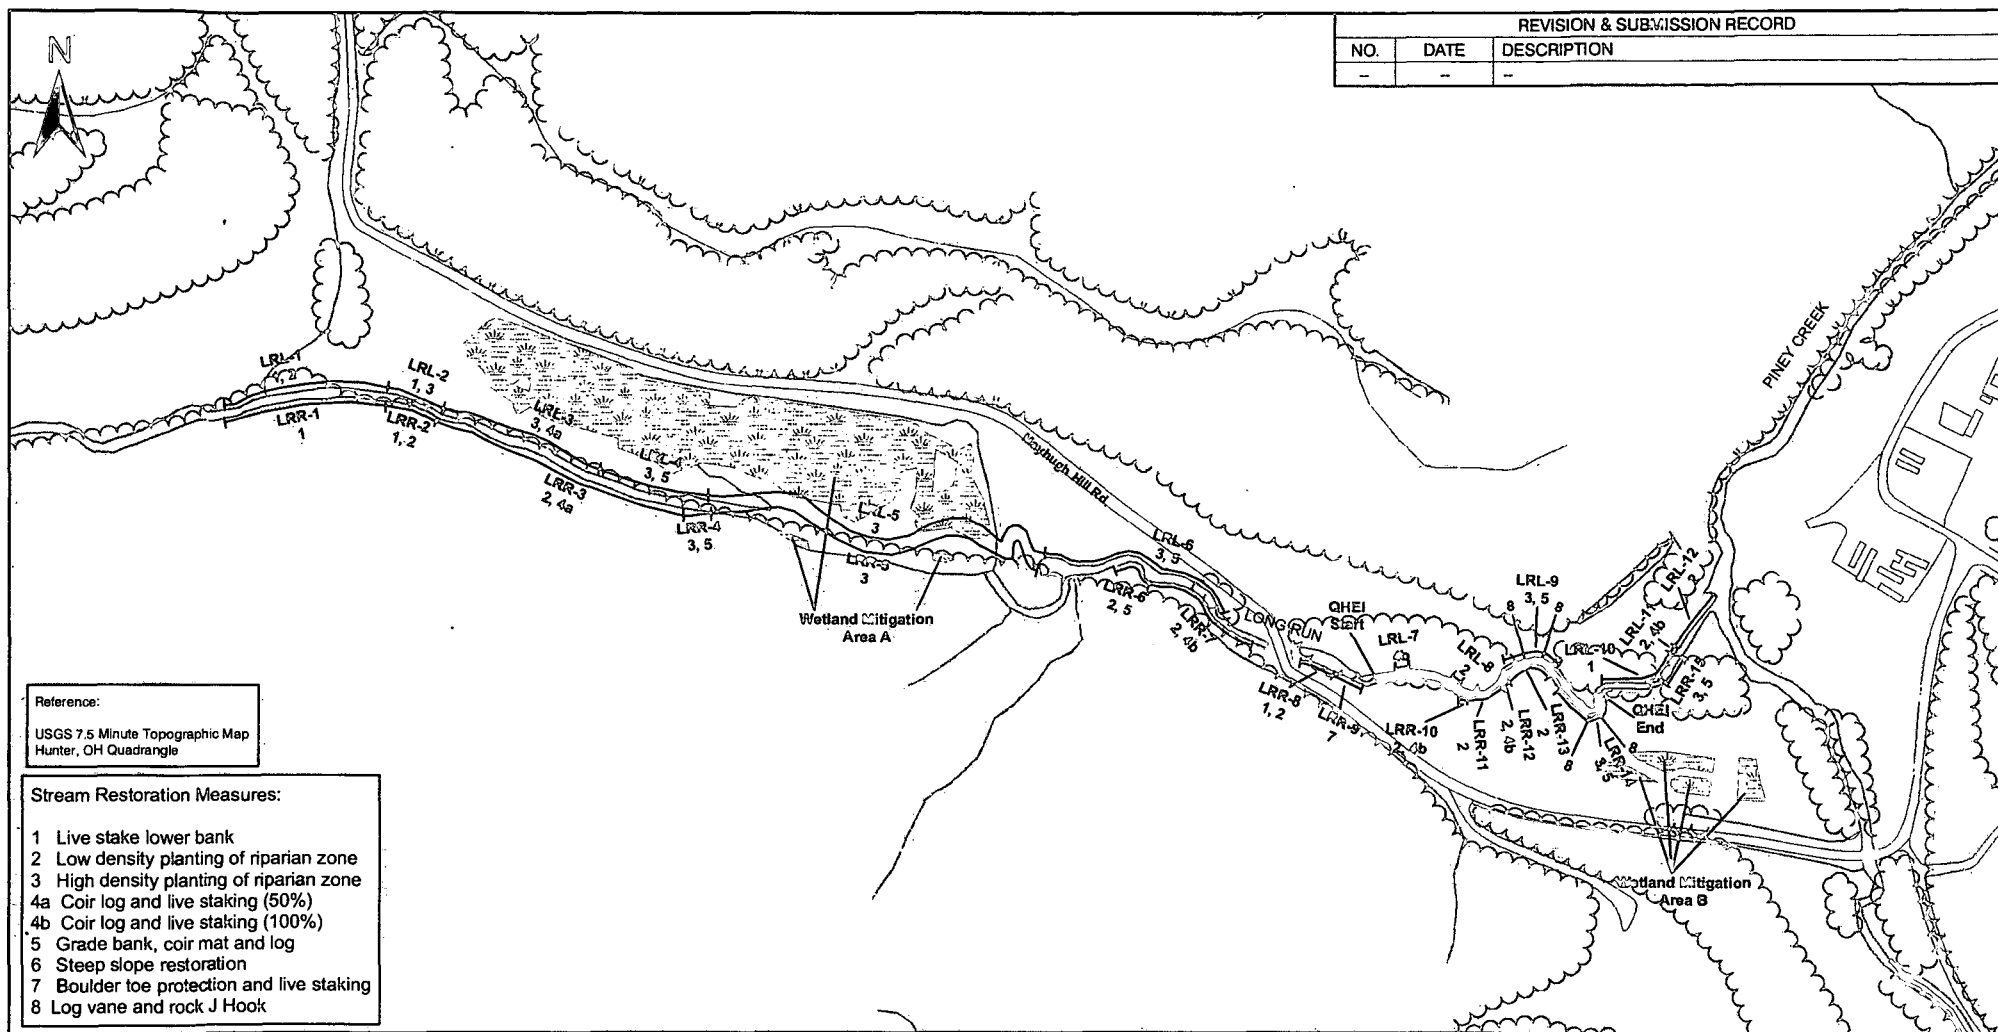 N
REVISION & SUBMISSION RECORD
NO. DATE DESCRIPTION
-- -- --
LRL-1
LRR-1
1
LRL-2
1, 3
LRR-2
1, 2
LRL-3
3, 4a
LRR-3
2, 4a
LRL-4
3, 5
LRR-4
3, 5
LRL-5
3
LRR-5
3
Wetland Mitigation
Area A
Mayhugh Hill Rd
LRL-6
3, 5
LRR-6
2, 5
LRR-7
2, 4b
LONG RUN
QHEI
Start
LRR-8
1, 2
LRR-9
7
LRL-7
LRL-8
2
LRR-10
2, 4b
LRR-11
2
LRR-12
2, 4b
LRR-13
2
8
LRL-9
3, 5
8
8
LRR-14
3, 5
8
LRL-10
1
LRL-11
2, 4b
LRL-12
2
LRR-15
3, 5
QHEI
End
PINEY CREEK
Wetland Mitigation
Area B
Reference:
USGS 7.5 Minute Topographic Map
Hunter, OH Quadrangle
Stream Restoration Measures:
1 Live stake lower bank
2 Low density planting of riparian zone
3 High density planting of riparian zone
4a Coir log and live staking (50%)
4b Coir log and live staking (100%)
5 Grade bank, coir mat and log
6 Steep slope restoration
7 Boulder toe protection and live staking
8 Log vane and rock J Hook